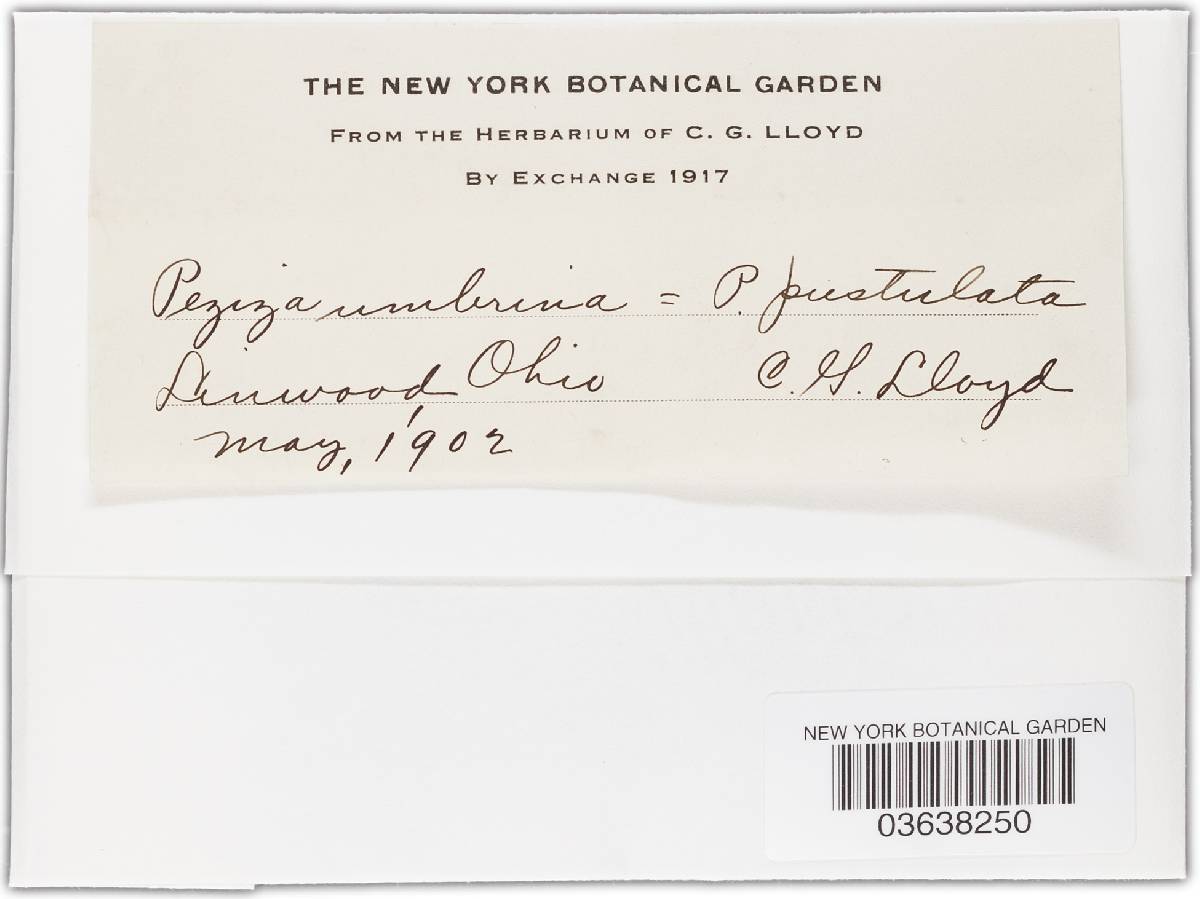 THE NEW YORK BOTANICAL GARDEN
FROM THE HERBARIUM OF C. G. LLOYD
BY EXCHANGE 1917
Peziza umbrina = P. pustulata
Linwood, Ohio C. G. Lloyd
May, 1902
NEW YORK BOTANICAL GARDEN
03638250